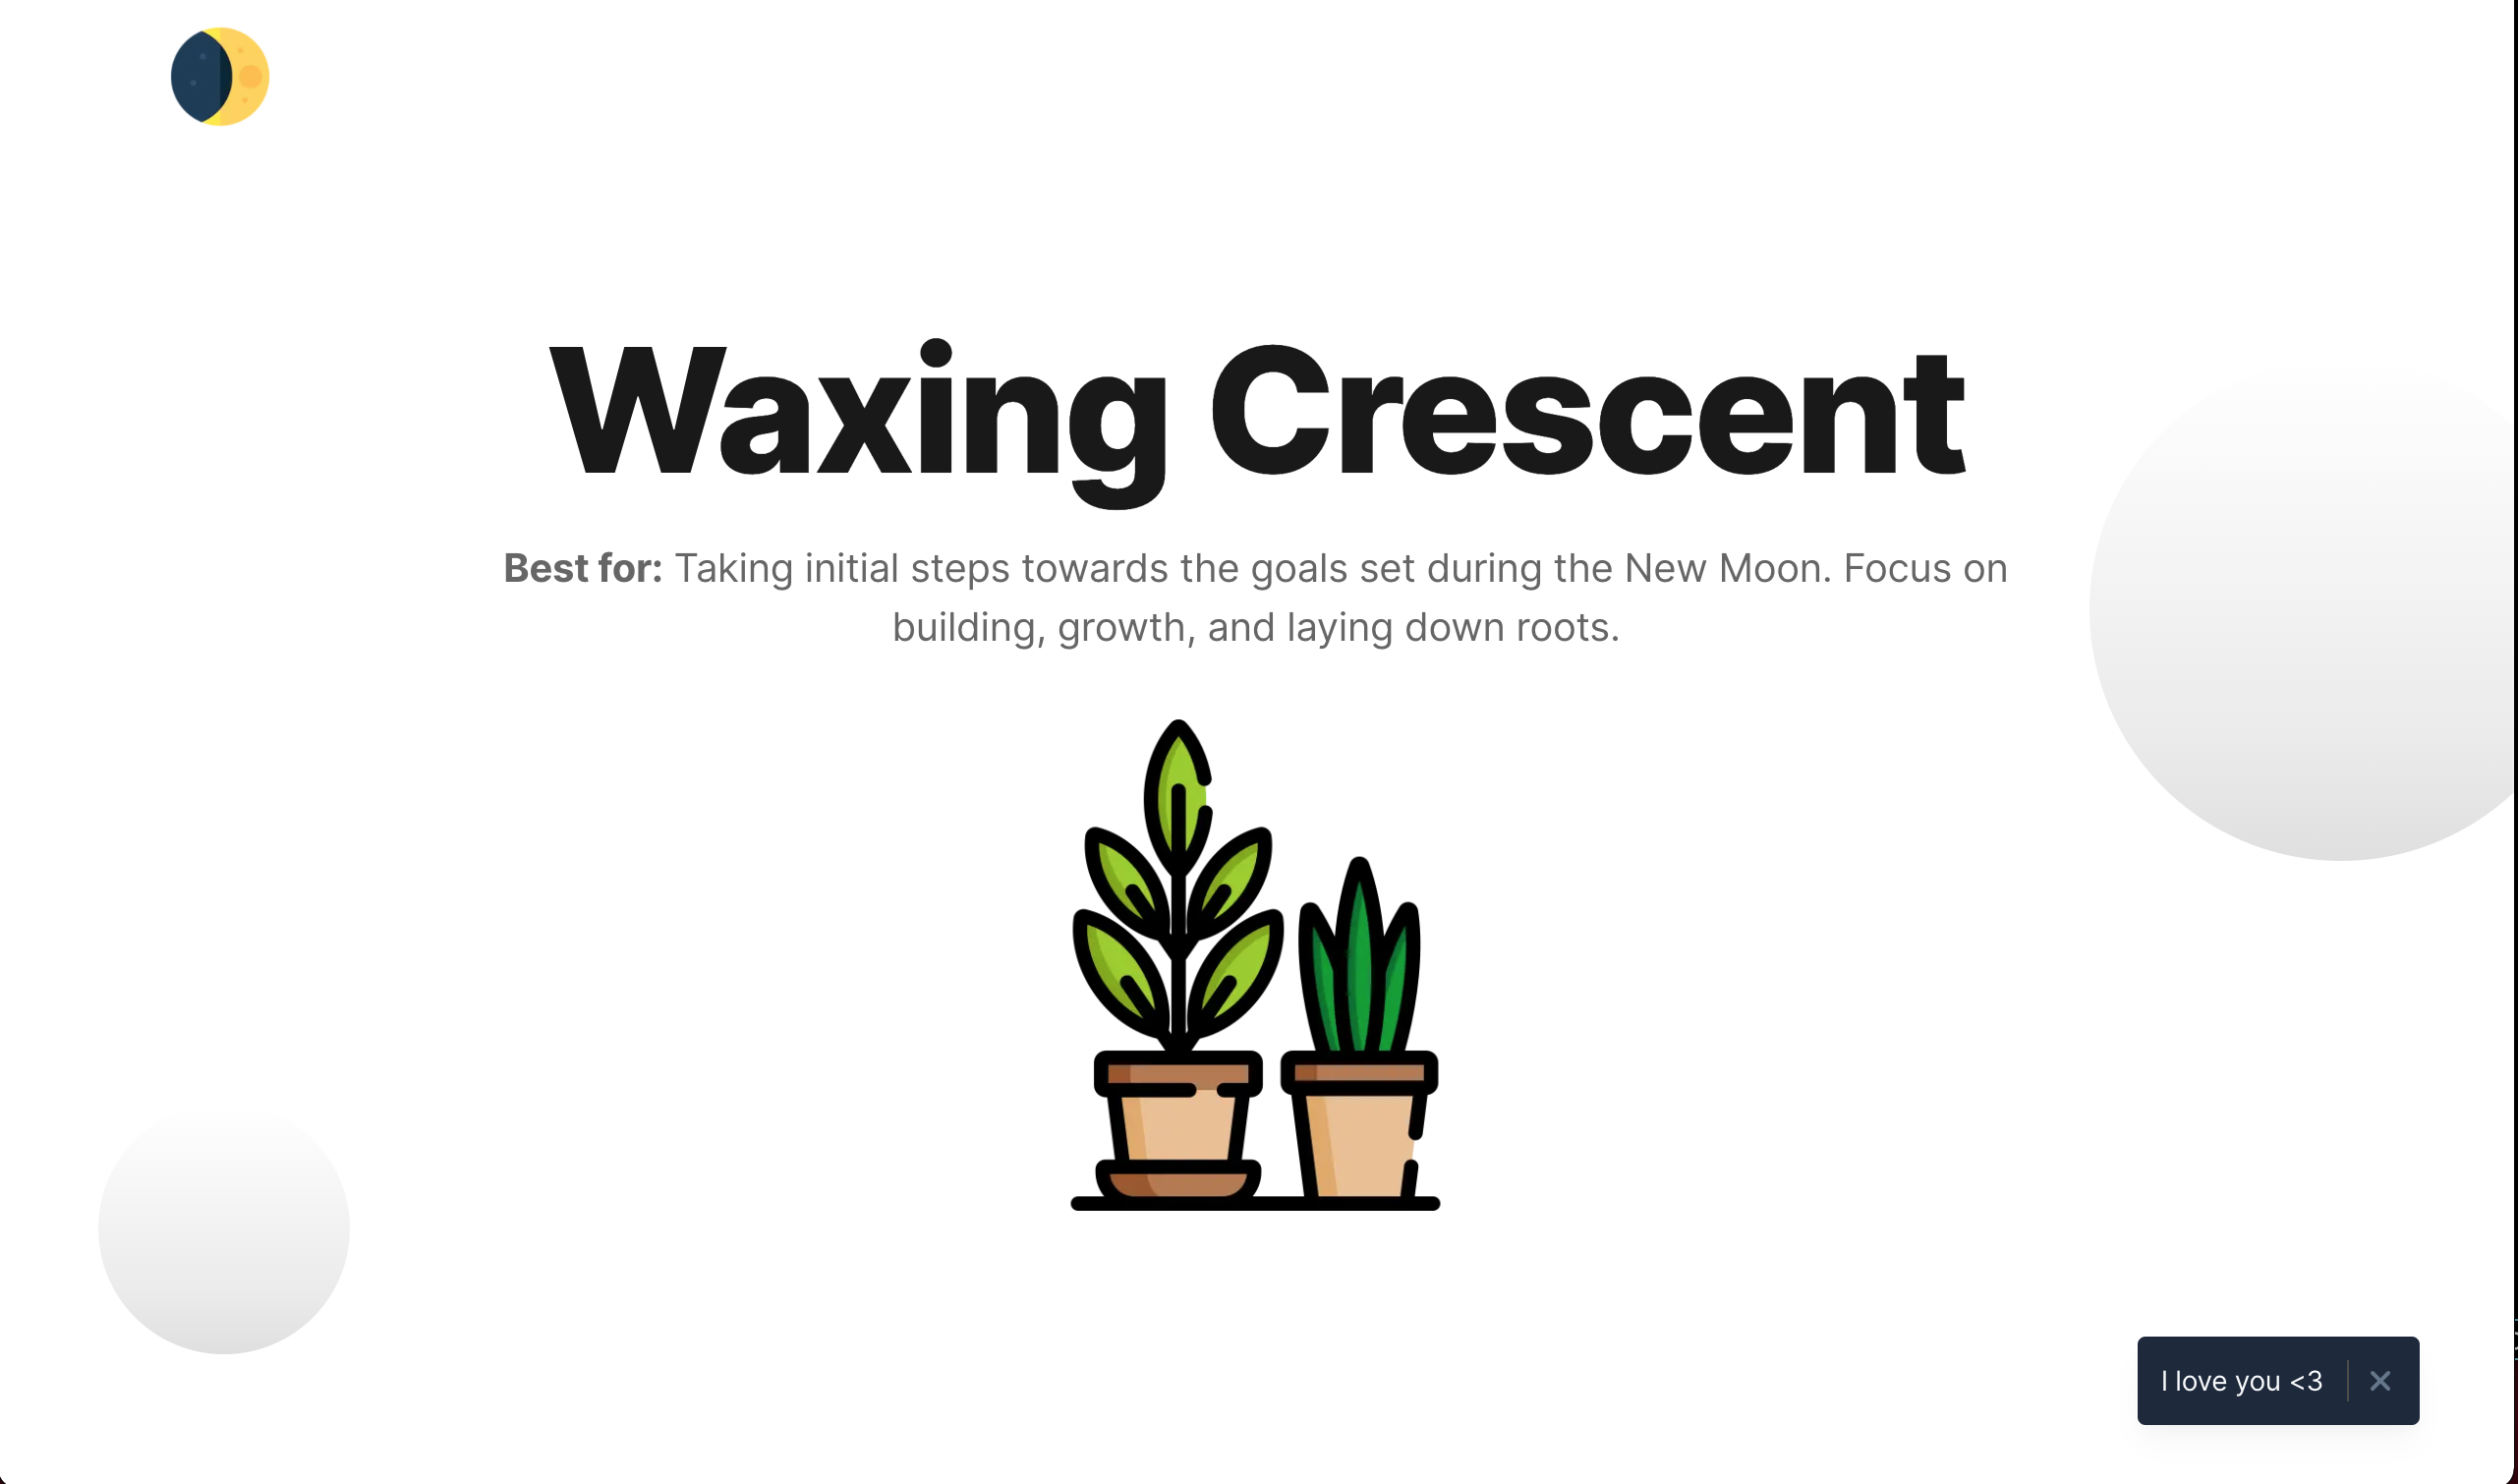 Waxing Crescent
Best for: Taking initial steps towards the goals set during the New Moon. Focus on
building, growth, and laying down roots.
I love you <3